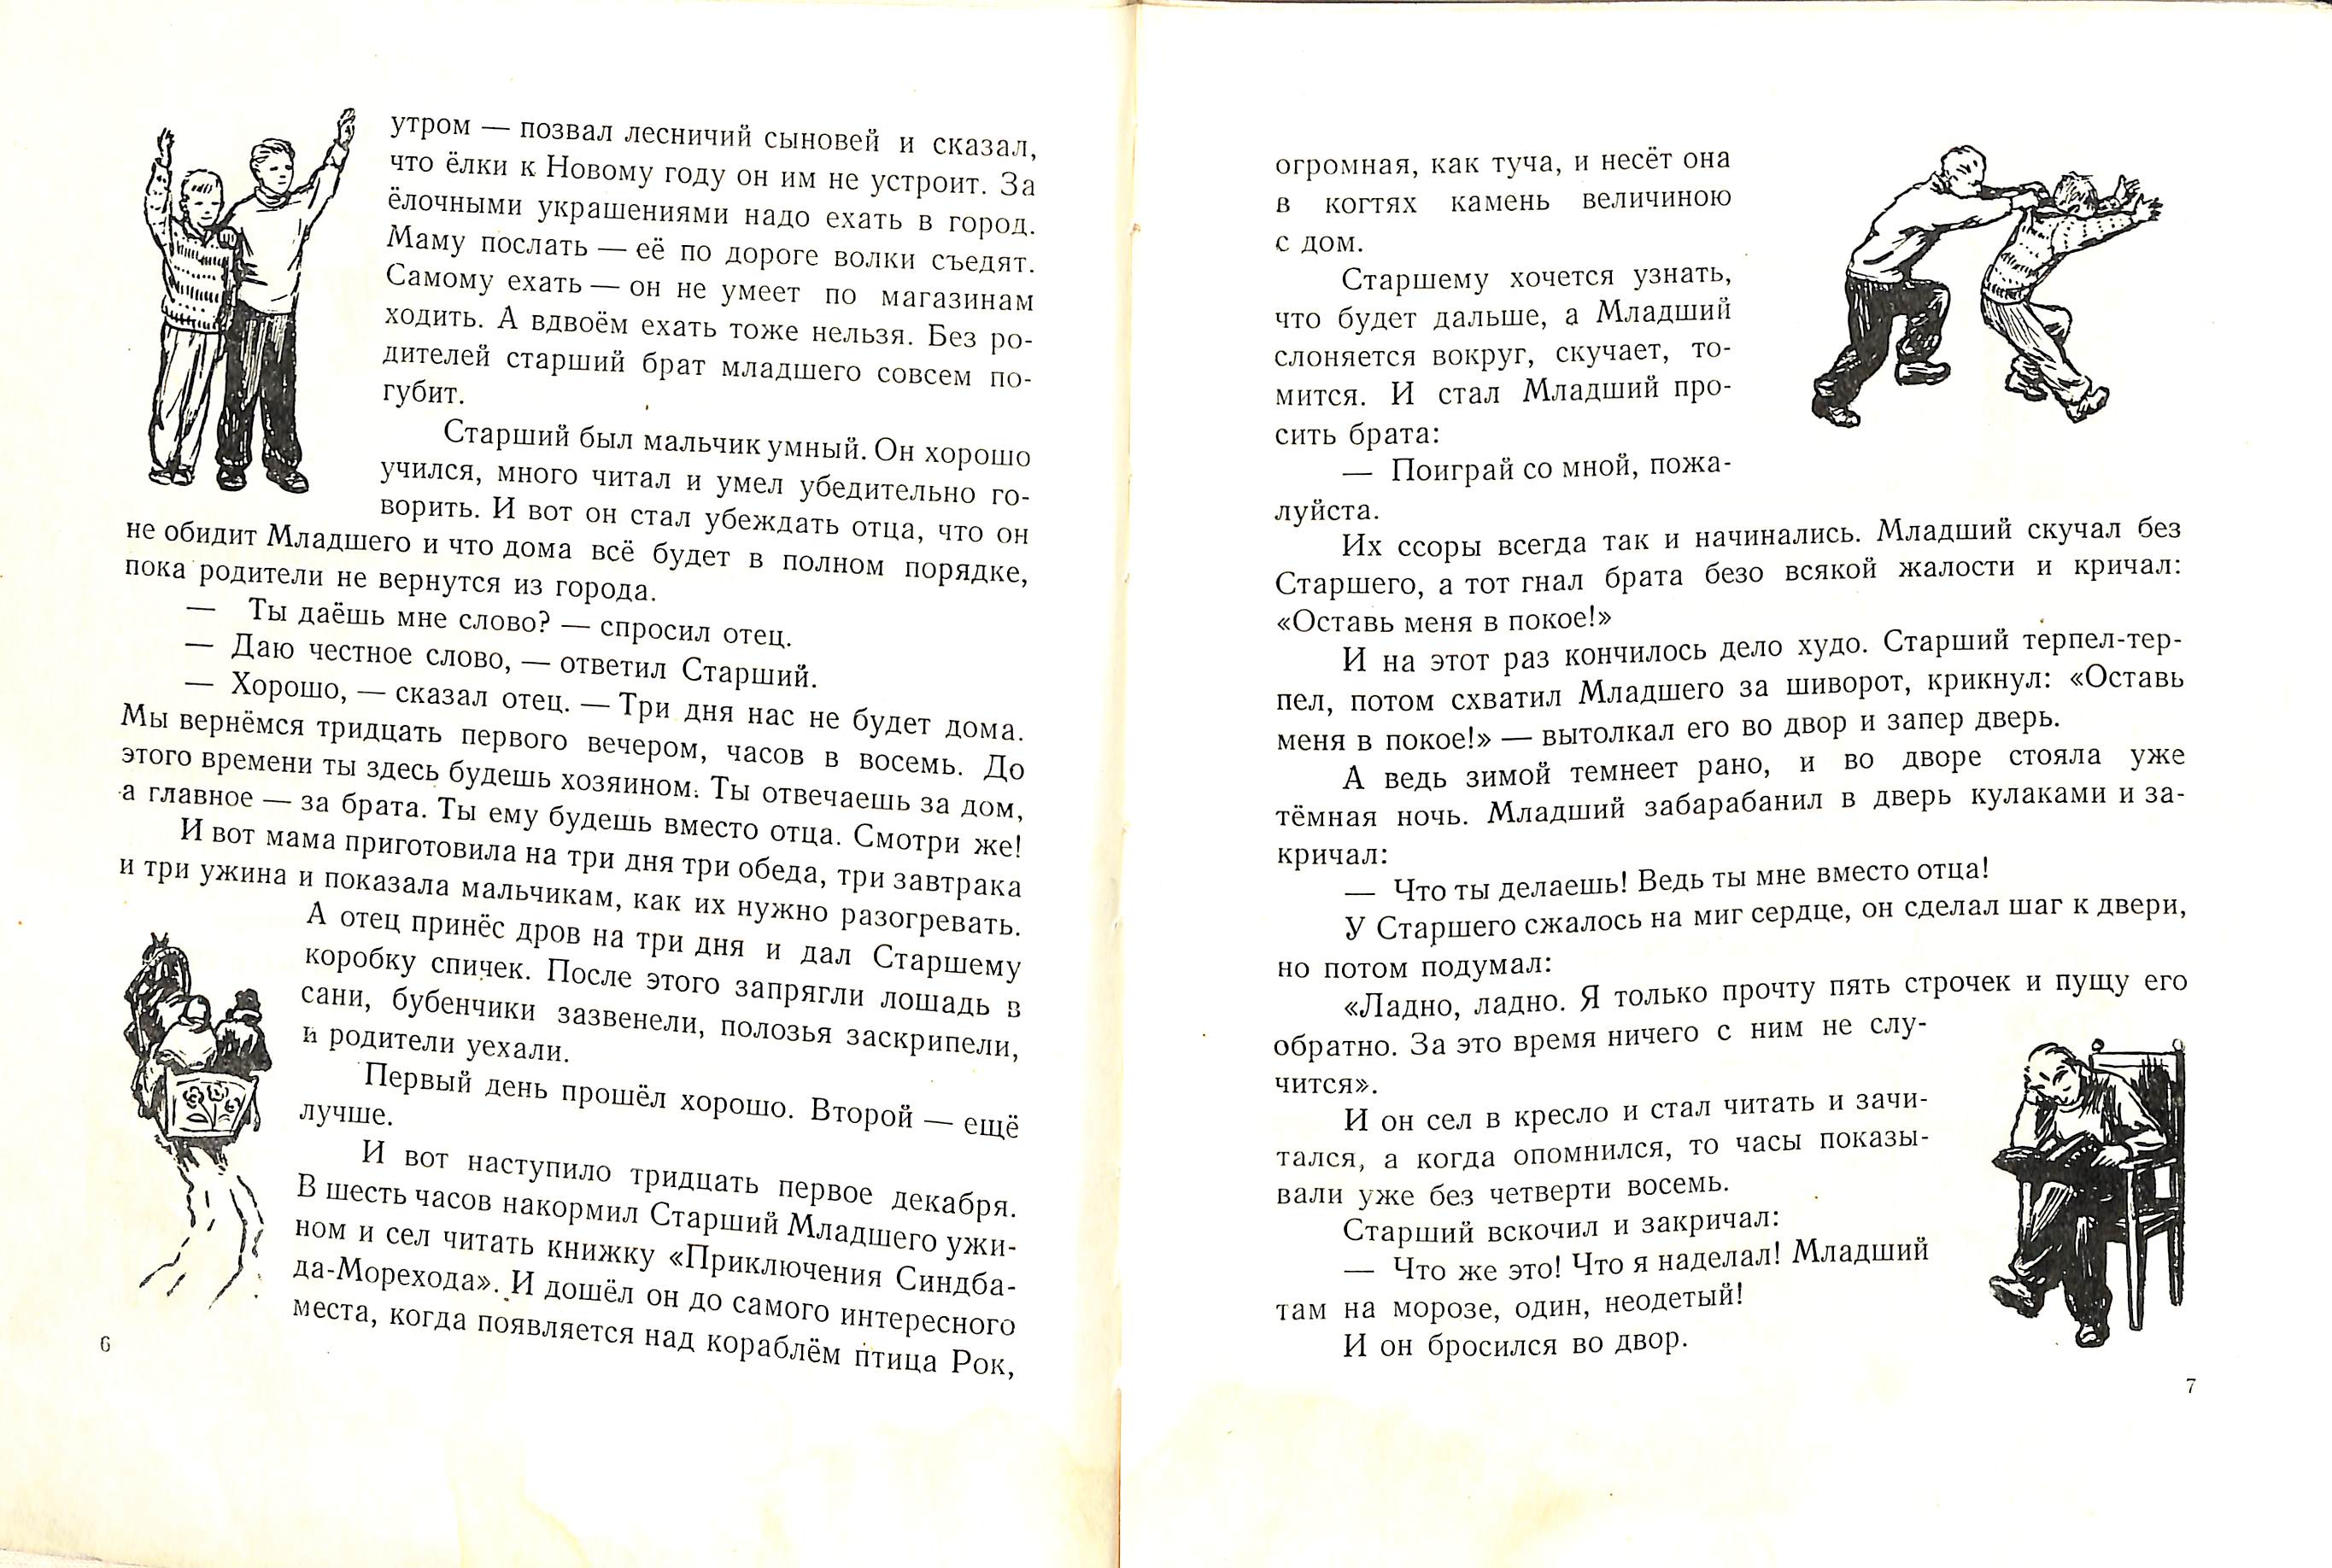 утром — позвал лесничий сыновей и сказал,
что ёлки к Новому году он им не устроит. За
ёлочными украшениями надо ехать в город.
Маму послать — её по дороге волки съедят.
Самому ехать — он не умеет по магазинам
ходить. А вдвоём ехать тоже нельзя. Без ро-
дителей старший брат младшего совсем по-
губит.
Старший был мальчик умный. Он хорошо
учился, много читал и умел убедительно го-
ворить. И вот он стал убеждать отца, что он
не обидит Младшего и что дома всё будет в полном порядке,
пока родители не вернутся из города.
— Ты даёшь мне слово? — спросил отец.
— Даю честное слово, — ответил Старший.
— Хорошо, — сказал отец. — Три дня нас не будет дома.
Мы вернёмся тридцать первого вечером, часов в восемь. До
этого времени ты здесь будешь хозяином. Ты отвечаешь за дом,
а главное — за брата. Ты ему будешь вместо отца. Смотри же!
И вот мама приготовила на три дня три обеда, три завтрака
и три ужина и показала мальчикам, как их нужно разогревать.
А отец принёс дров на три дня и дал Старшему
коробку спичек. После этого запрягли лошадь в
сани, бубенчики зазвенели, полозья заскрипели,
и родители уехали.
Первый день прошёл хорошо. Второй — ещё
лучше.
И вот наступило тридцать первое декабря.
В шесть часов накормил Старший Младшего ужи-
ном и сел читать книжку «Приключения Синдба-
да-Морехода». И дошёл он до самого интересного
места, когда появляется над кораблём птица Рок,
6
огромная, как туча, и несёт она
в когтях камень величиною
с дом.
Старшему хочется узнать,
что будет дальше, а Младший
слоняется вокруг, скучает, то-
мится. И стал Младший про-
сить брата:
— Поиграй со мной, пожа-
луйста.
Их ссоры всегда так и начинались. Младший скучал без
Старшего, а тот гнал брата безо всякой жалости и кричал:
«Оставь меня в покое!»
И на этот раз кончилось дело худо. Старший терпел-тер-
пел, потом схватил Младшего за шиворот, крикнул: «Оставь
меня в покое!» — вытолкал его во двор и запер дверь.
А ведь зимой темнеет рано, и во дворе стояла уже
тёмная ночь. Младший забарабанил в дверь кулаками и за-
кричал:
— Что ты делаешь! Ведь ты мне вместо отца!
У Старшего сжалось на миг сердце, он сделал шаг к двери,
но потом подумал:
«Ладно, ладно. Я только прочту пять строчек и пущу его
обратно. За это время ничего с ним не слу-
чится».
И он сел в кресло и стал читать и зачи-
тался, а когда опомнился, то часы показы-
вали уже без четверти восемь.
Старший вскочил и закричал:
— Что же это! Что я наделал! Младший
там на морозе, один, неодетый!
И он бросился во двор.
7